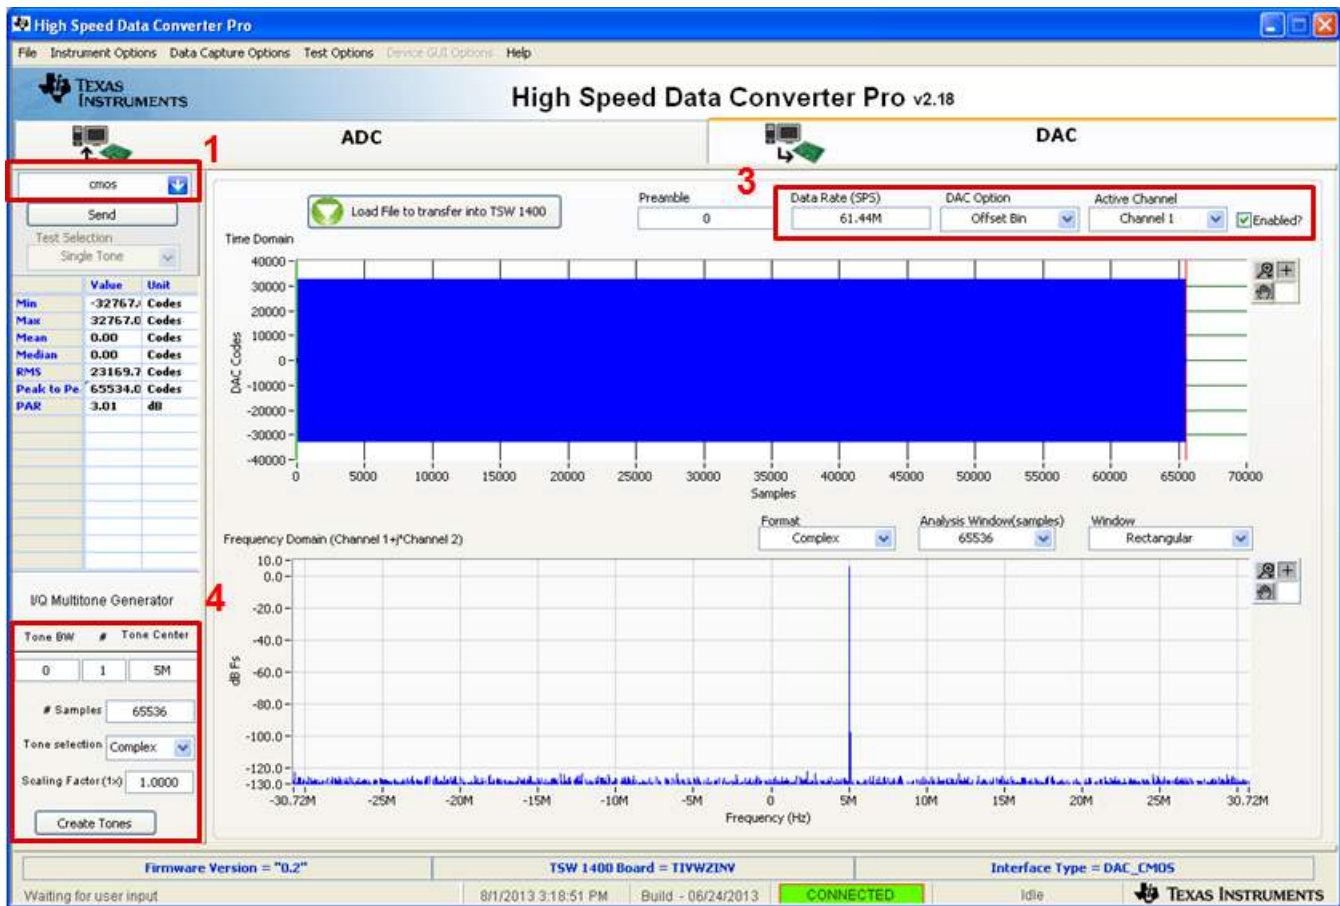 High Speed Data Converter Pro
File Instrument Options Data Capture Options Test Options Device GUI Options Help
TEXAS INSTRUMENTS
High Speed Data Converter Pro v2.18
ADC
DAC
1
cmos
Send
Test Selection
Single Tone
Value Unit
Min -32767. Codes
Max 32767.0 Codes
Mean 0.00 Codes
Median 0.00 Codes
RMS 23169.7 Codes
Peak to Pe 65534.0 Codes
PAR 3.01 dB
I/Q Multitone Generator
4
Tone BW # Tone Center
0 1 5M
# Samples 65536
Tone selection Complex
Scaling Factor(1x) 1.0000
Create Tones
Load File to transfer into TSW 1400
Preamble
0
3
Data Rate (SPS) DAC Option Active Channel
61.44M Offset Bin Channel 1 Enabled?
Time Domain
40000
30000
20000
10000
0
-10000
-20000
-30000
-40000
DAC Codes
0 5000 10000 15000 20000 25000 30000 35000 40000 45000 50000 55000 60000 65000 70000
Samples
Format Analysis Window(samples) Window
Complex 65536 Rectangular
Frequency Domain (Channel 1+j*Channel 2)
10.0
0.0
-20.0
-40.0
-60.0
-80.0
-100.0
-120.0
-130.0
dB Fs
-30.72M -25M -20M -15M -10M -5M 0 5M 10M 15M 20M 25M 30.72M
Frequency (Hz)
Firmware Version = "0.2" TSW 1400 Board = TIVWZINV Interface Type = DAC_CMOS
Waiting for user input 8/1/2013 3:18:51 PM Build - 06/24/2013 CONNECTED Idle TEXAS INSTRUMENTS